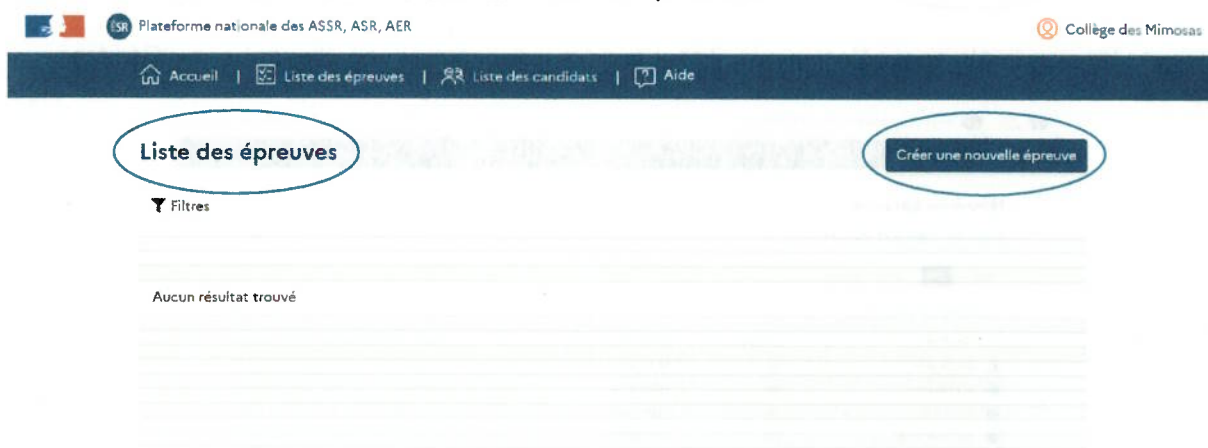 ESR Plateforme nationale des ASSR, ASR, AER
Collège des Mimosas
Accueil | Liste des épreuves | Liste des candidats | Aide
Liste des épreuves
Créer une nouvelle épreuve
Filtres
Aucun résultat trouvé